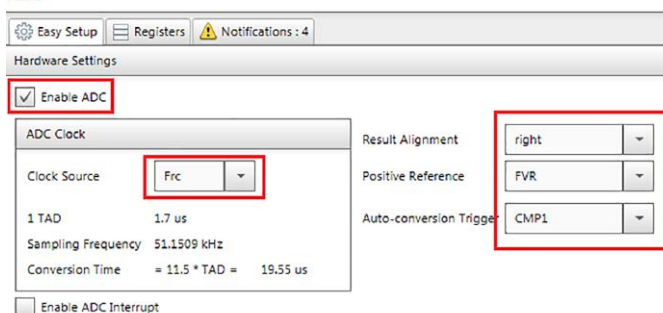 Easy Setup Registers Notifications : 4
Hardware Settings
Enable ADC
ADC Clock
Clock Source Frc
1 TAD 1.7 us
Sampling Frequency 51.1509 kHz
Conversion Time = 11.5 * TAD = 19.55 us
Enable ADC Interrupt
Result Alignment right
Positive Reference FVR
Auto-conversion Trigger CMP1